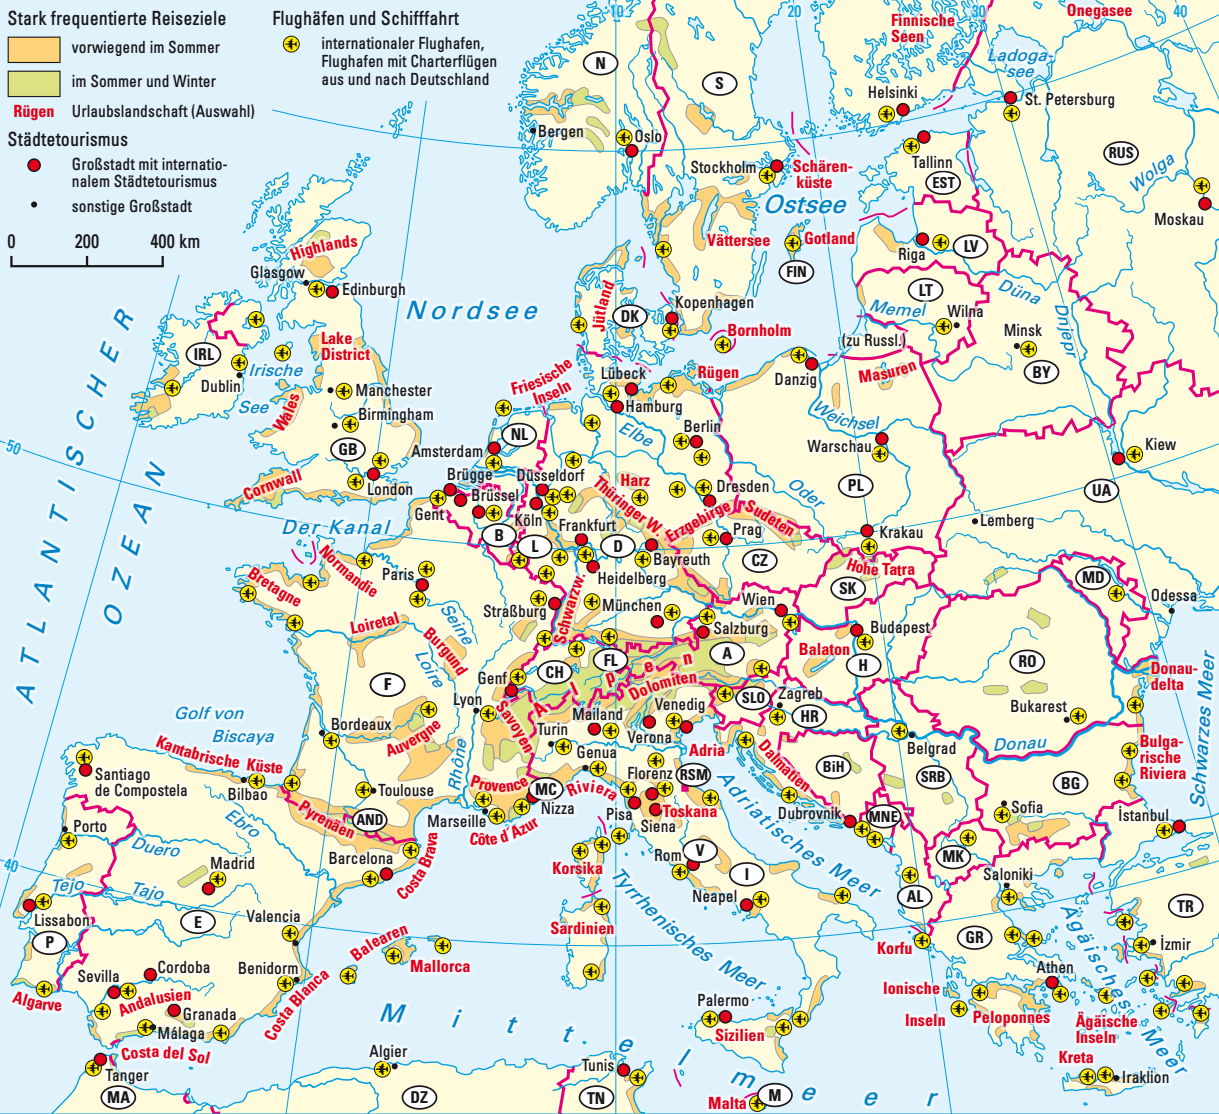 Stark frequentierte Reiseziele
vorwiegend im Sommer
im Sommer und Winter
Rügen Urlaubslandschaft (Auswahl)
Städtetourismus
Großstadt mit internatio-
nalem Städtetourismus
sonstige Großstadt
0 200 400 km
Flughäfen und Schifffahrt
internationaler Flughafen,
Flughafen mit Charterflügen
aus und nach Deutschland
10
20
30
40
50
40
Finnische
Seen
Onegasee
Ladoga-
see
N
S
Helsinki
St. Petersburg
Bergen
Oslo
Stockholm
Schären-
küste
Tallinn
EST
RUS
Wolga
Moskau
Ostsee
Highlands
Vättersee
Gotland
FIN
Riga
LV
Glasgow
Edinburgh
Nordsee
Jütland
DK
Kopenhagen
Bornholm
LT
Memel
Wilna
Düna
Dnjepr
Minsk
BY
(zu Russl.)
IRL
Dublin
Irische
See
Lake
District
Manchester
Birmingham
Wales
GB
Cornwall
London
Friesische
Inseln
Lübeck
Rügen
Hamburg
Danzig
Masuren
Weichsel
Warschau
Kiew
ATLANTISCHER
OZEAN
NL
Amsterdam
Elbe
Berlin
Brügge
Düsseldorf
Harz
Dresden
Oder
PL
UA
Gent
Brüssel
Köln
Thüringer W.
Erzgebirge
Sudeten
Krakau
Lemberg
Der Kanal
B
L
Frankfurt
D
Bayreuth
Prag
CZ
Hohe Tatra
Heidelberg
SK
MD
Odessa
Bretagne
Normandie
Paris
Straßburg
Schwarzw.
München
Wien
Salzburg
Budapest
Loiretal
Seine
Burgund
Loire
CH
FL
Alpen
A
Balaton
H
RO
Donau-
delta
F
Genf
Dolomiten
SLO
Zagreb
HR
Bukarest
Lyon
Savoyen
Mailand
Venedig
Verona
Golf von
Biscaya
Bordeaux
Auvergne
Turin
Genua
Adria
Dalmatien
BiH
Belgrad
Donau
Schwarzes Meer
Kantabrische Küste
Rhône
Provence
MC
Riviera
Florenz
RSM
SRB
BG
Bulga-
rische
Riviera
Santiago
de Compostela
Bilbao
Toulouse
Pyrenäen
AND
Marseille
Côte d'Azur
Nizza
Pisa
Siena
Toskana
Adriatisches Meer
Dubrovnik
MNE
Sofia
İstanbul
Porto
Duero
Ebro
Barcelona
Costa Brava
Korsika
Rom
V
I
MK
Saloniki
Madrid
Tejo
Tajo
Lissabon
P
E
Valencia
Balearen
Mallorca
Sardinien
Tyrrhenisches Meer
Neapel
AL
Korfu
GR
TR
Ägäisches Meer
İzmir
Benidorm
Costa Blanca
Algarve
Sevilla
Cordoba
Andalusien
Granada
Málaga
Costa del Sol
Palermo
Sizilien
Ionische
Inseln
Peloponnes
Athen
Ägäische
Inseln
Tanger
MA
Algier
DZ
Tunis
TN
Mittelmeer
Malta
M
Kreta
Iraklion